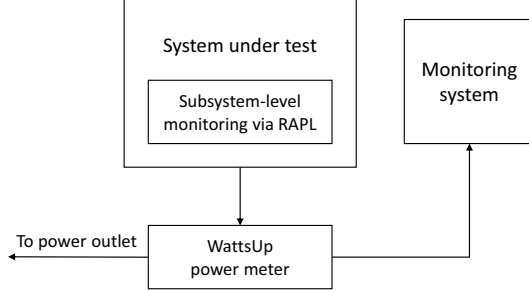 System under test
Subsystem-level
monitoring via RAPL
Monitoring
system
To power outlet
WattsUp
power meter